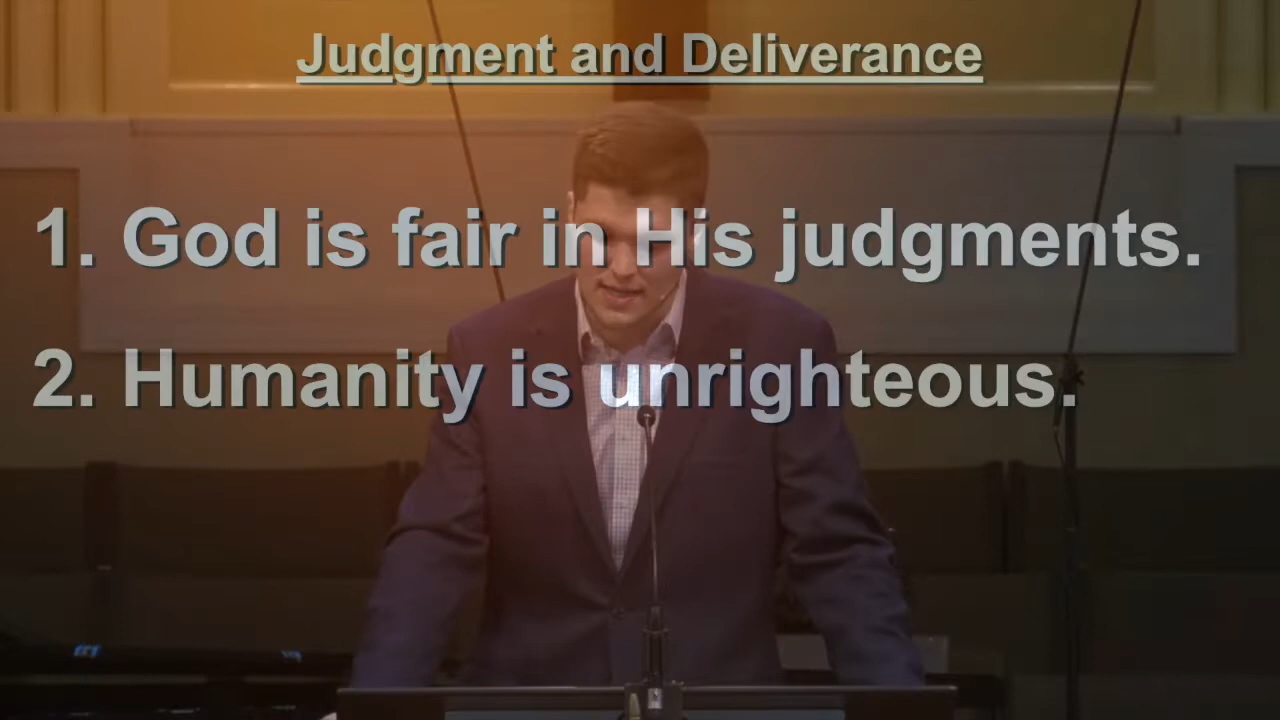 Judgment and Deliverance
1. God is fair in His judgments.
2. Humanity is unrighteous.